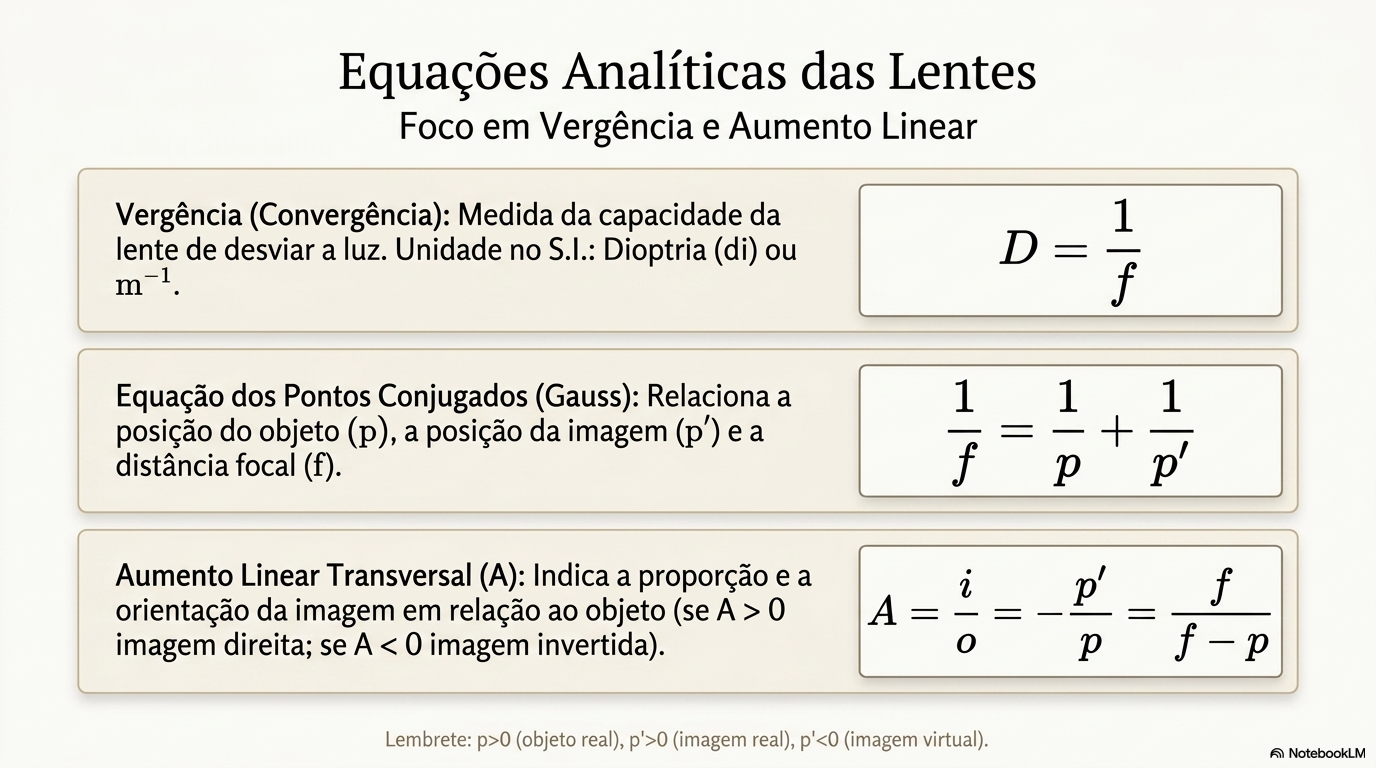 Equações Analíticas das Lentes
Foco em Vergência e Aumento Linear
Vergência (Convergência): Medida da capacidade da
lente de desviar a luz. Unidade no S.I.: Dioptria (di) ou
m⁻¹.
D = 1/f
Equação dos Pontos Conjugados (Gauss): Relaciona a
posição do objeto (p), a posição da imagem (p′) e a
distância focal (f).
1/f = 1/p + 1/p′
Aumento Linear Transversal (A): Indica a proporção e a
orientação da imagem em relação ao objeto (se A > 0
imagem direita; se A < 0 imagem invertida).
A = i/o = −p′/p = f/(f − p)
Lembrete: p>0 (objeto real), p'>0 (imagem real), p'<0 (imagem virtual).
NotebookLM